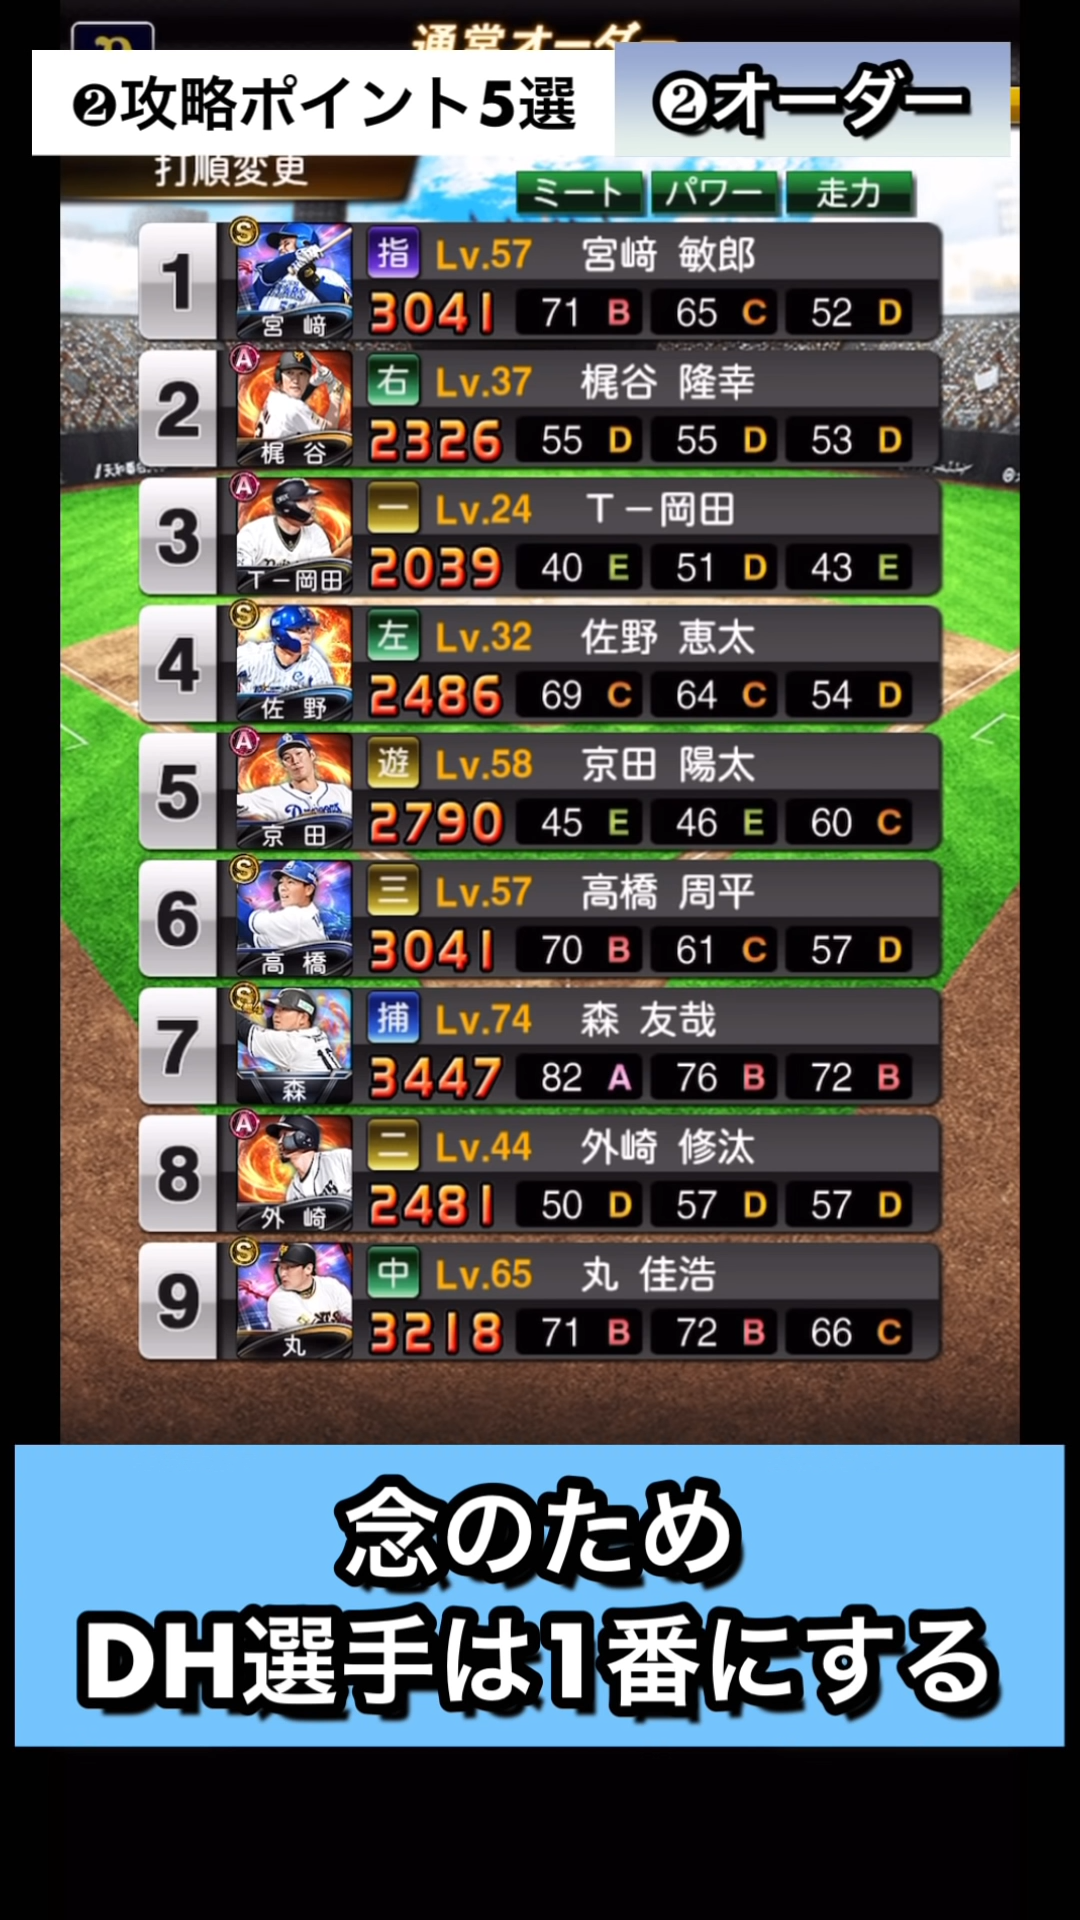 通常オーダー
❷攻略ポイント5選
❷オーダー
打順変更
ミート パワー 走力
1 S 宮﨑 指 Lv.57 宮﨑 敏郎
3041 71 B 65 C 52 D
2 A 梶谷 右 Lv.37 梶谷 隆幸
2326 55 D 55 D 53 D
3 A T－岡田 一 Lv.24 T－岡田
2039 40 E 51 D 43 E
4 S 佐野 左 Lv.32 佐野 恵太
2486 69 C 64 C 54 D
5 A 京田 遊 Lv.58 京田 陽太
2790 45 E 46 E 60 C
6 S 高橋 三 Lv.57 高橋 周平
3041 70 B 61 C 57 D
7 S 森 捕 Lv.74 森 友哉
3447 82 A 76 B 72 B
8 A 外崎 二 Lv.44 外崎 修汰
2481 50 D 57 D 57 D
9 S 丸 中 Lv.65 丸 佳浩
3218 71 B 72 B 66 C
念のため
DH選手は1番にする